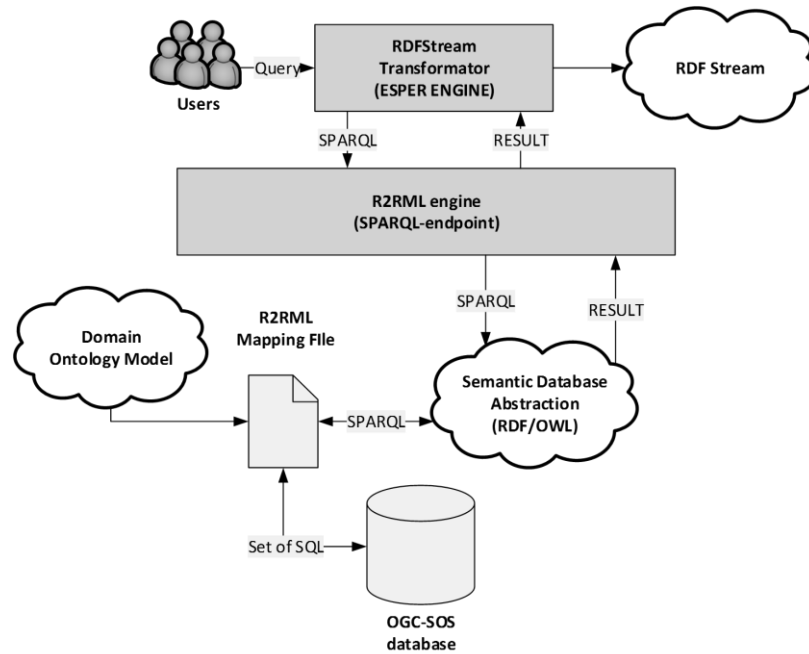 RDFStream
Transformator
(ESPER ENGINE)
Query
RDF Stream
Users
SPARQL
RESULT
R2RML engine
(SPARQL-endpoint)
SPARQL
RESULT
Domain
Ontology Model
R2RML
Mapping FIle
Semantic Database
Abstraction
(RDF/OWL)
SPARQL
Set of SQL
OGC-SOS
database